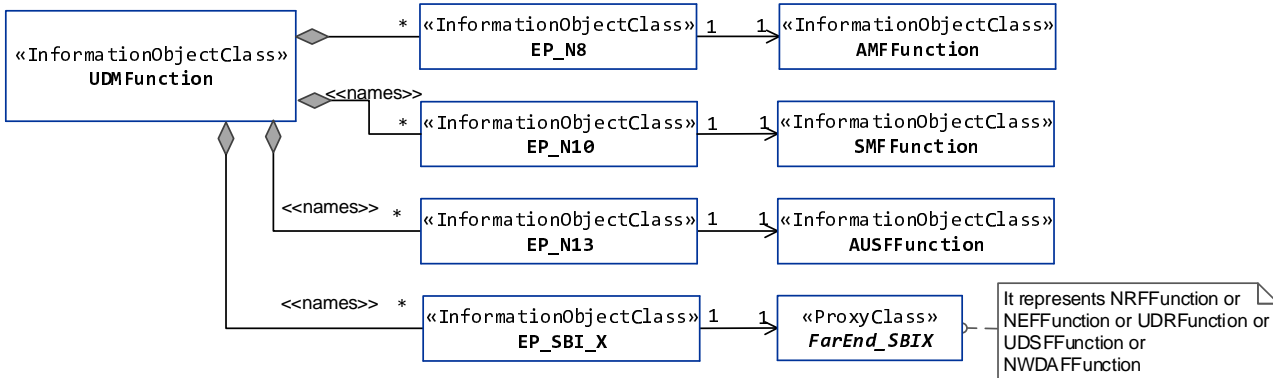 «InformationObjectClass»
UDMFunction
*
«InformationObjectClass»
EP_N8
1
1
«InformationObjectClass»
AMFFunction
<<names>>
*
«InformationObjectClass»
EP_N10
1
1
«InformationObjectClass»
SMFFunction
<<names>>
*
«InformationObjectClass»
EP_N13
1
1
«InformationObjectClass»
AUSFFunction
<<names>>
*
«InformationObjectClass»
EP_SBI_X
1
1
«ProxyClass»
FarEnd_SBIX
It represents NRFFunction or
NEFFunction or UDRFunction or
UDSFFunction or
NWDAFFunction